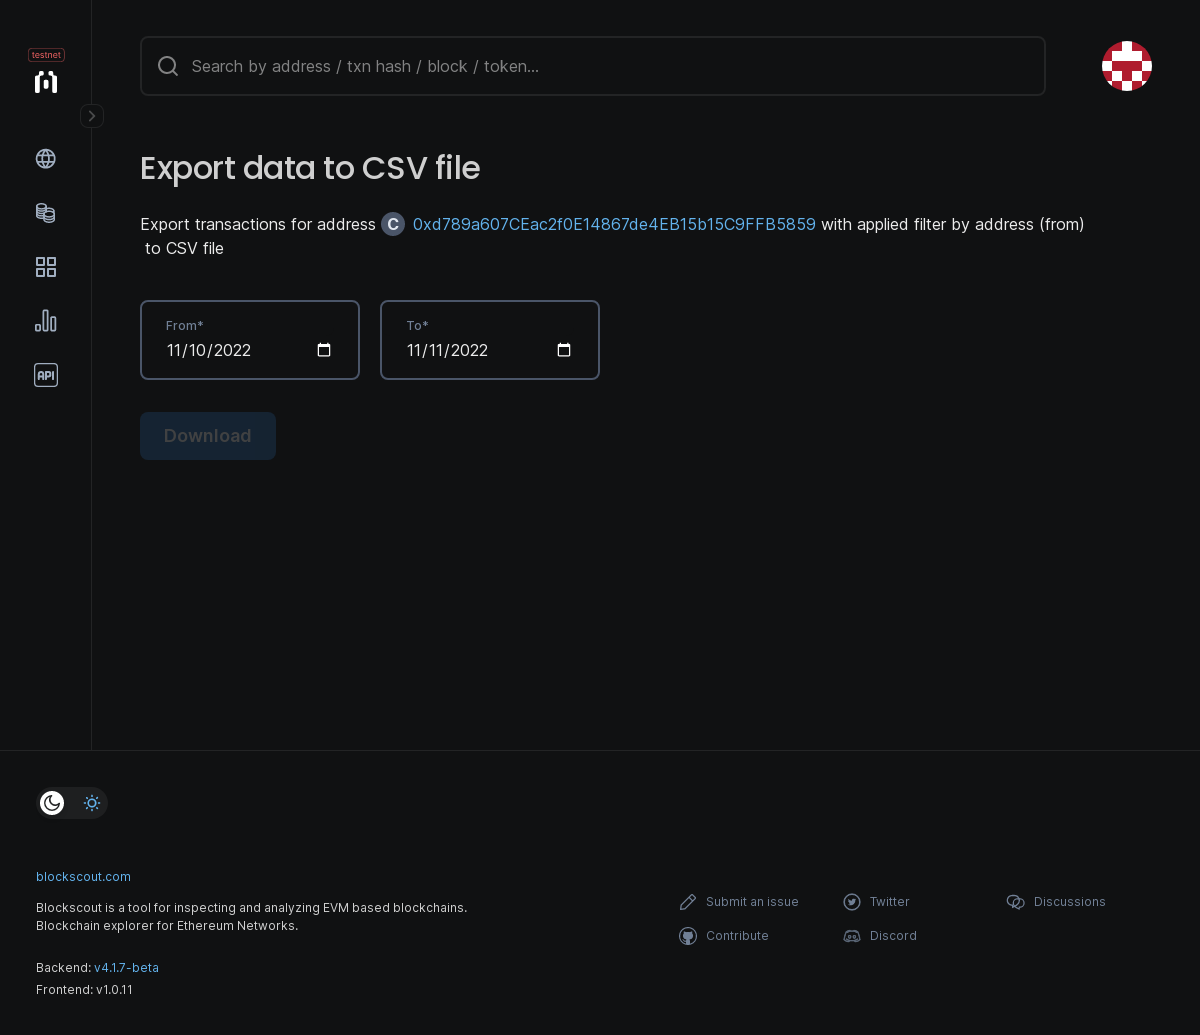 testnet
Search by address / txn hash / block / token...
Export data to CSV file
Export transactions for address C 0xd789a607CEac2f0E14867de4EB15b15C9FFB5859 with applied filter by address (from)
to CSV file
From*
11/10/2022
To*
11/11/2022
Download
API
blockscout.com
Blockscout is a tool for inspecting and analyzing EVM based blockchains.
Blockchain explorer for Ethereum Networks.
Backend: v4.1.7-beta
Frontend: v1.0.11
Submit an issue
Twitter
Discussions
Contribute
Discord